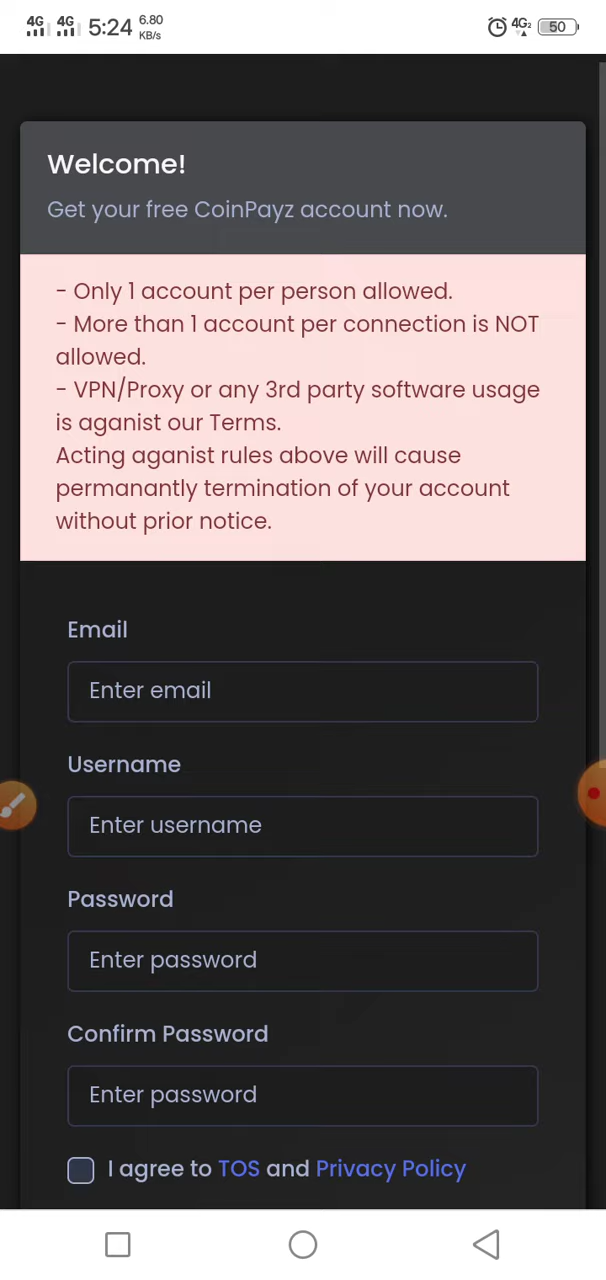 4G 4G 5:24 6.80 KB/s 4G2 50
Welcome!
Get your free CoinPayz account now.
- Only 1 account per person allowed.
- More than 1 account per connection is NOT
allowed.
- VPN/Proxy or any 3rd party software usage
is aganist our Terms.
Acting aganist rules above will cause
permanantly termination of your account
without prior notice.
Email
Enter email
Username
Enter username
Password
Enter password
Confirm Password
Enter password
I agree to TOS and Privacy Policy